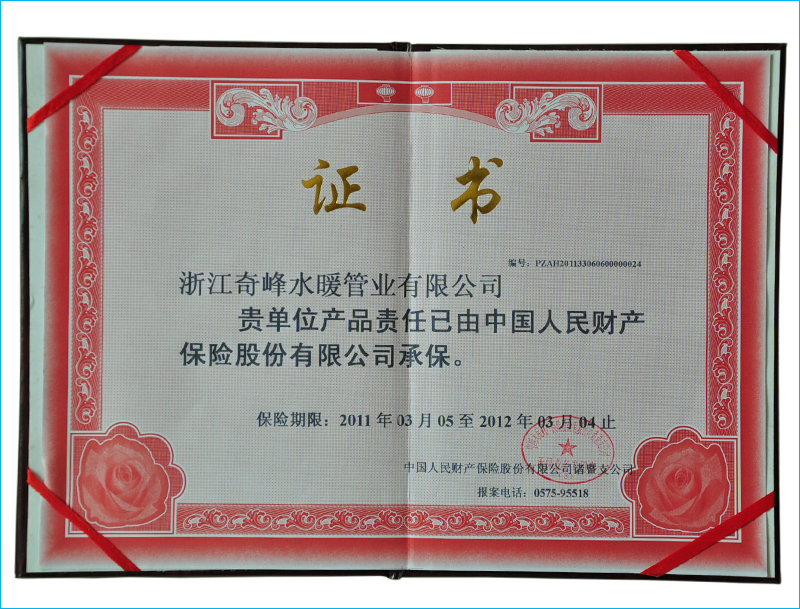 证 书
编号：PZAH201133060600000024
浙江奇峰水暖管业有限公司
贵单位产品责任已由中国人民财产
保险股份有限公司承保。
保险期限：2011 年 03 月 05 至 2012 年 03 月 04 止
中国人民财产保险股份有限公司诸暨支公司
报案电话：0575-95518